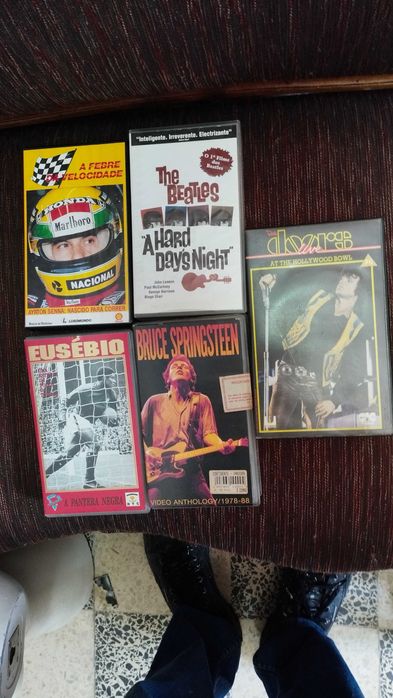 A FEBRE
DA VELOCIDADE
HONDA
Marlboro
NACIONAL
AYRTON SENNA: NASCIDO PARA CORRER
LUSOMUNDO
"Inteligente. Irreverente. Electrizante"
O 1º Filme
dos
Beatles
The
BEATLES
"A HARD
DAY'S NIGHT"
John Lennon
Paul McCartney
George Harrison
Ringo Starr
THE
doors
Live
AT THE HOLLYWOOD BOWL
EUSÉBIO
A PANTERA NEGRA
BRUCE SPRINGSTEEN
VIDEO ANTHOLOGY/1978-88